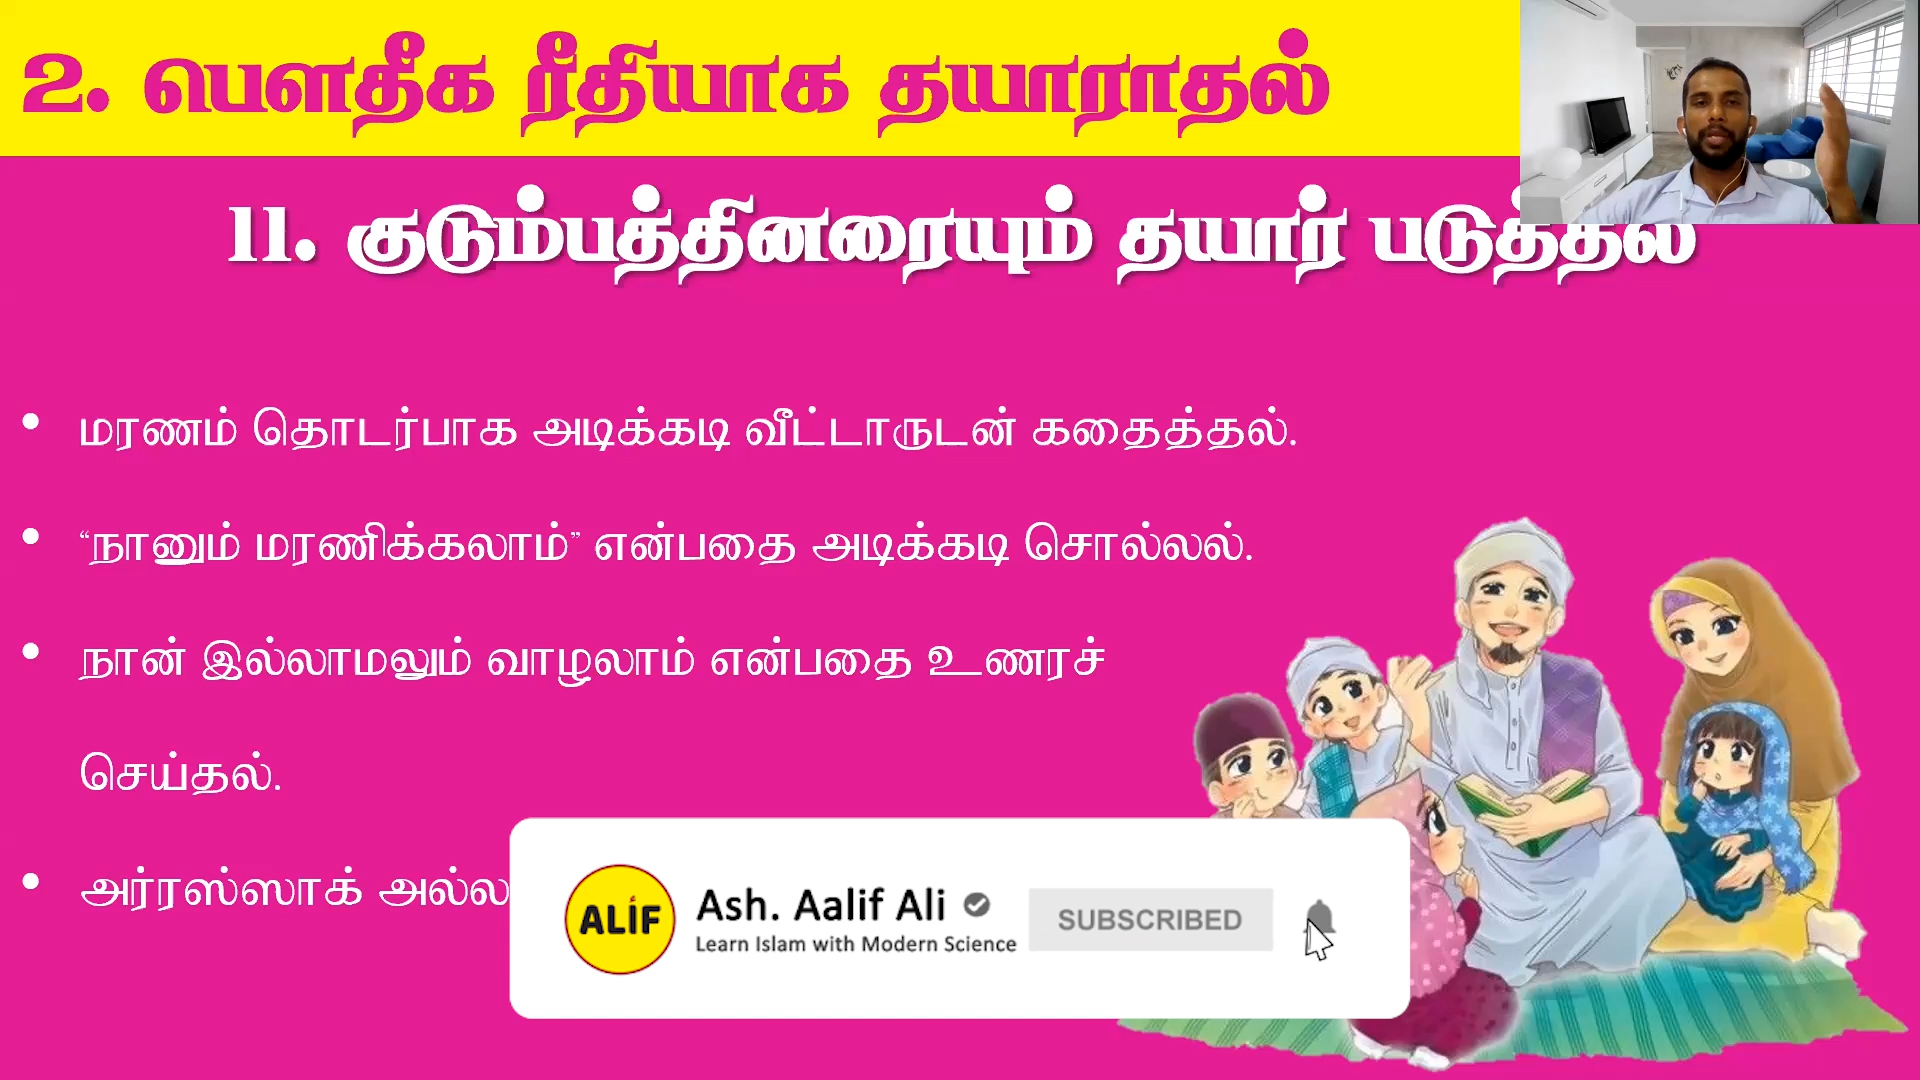 2. பௌதீக ரீதியாக தயாராதல்
11. குடும்பத்தினரையும் தயார் படுத்தல்
• மரணம் தொடர்பாக அடிக்கடி வீட்டாருடன் கதைத்தல்.
• “நானும் மரணிக்கலாம்” என்பதை அடிக்கடி சொல்லல்.
• நான் இல்லாமலும் வாழலாம் என்பதை உணரச்
செய்தல்.
• அர்ரஸ்ஸாக்
ALIF
Ash. Aalif Ali
Learn Islam with Modern Science
SUBSCRIBED